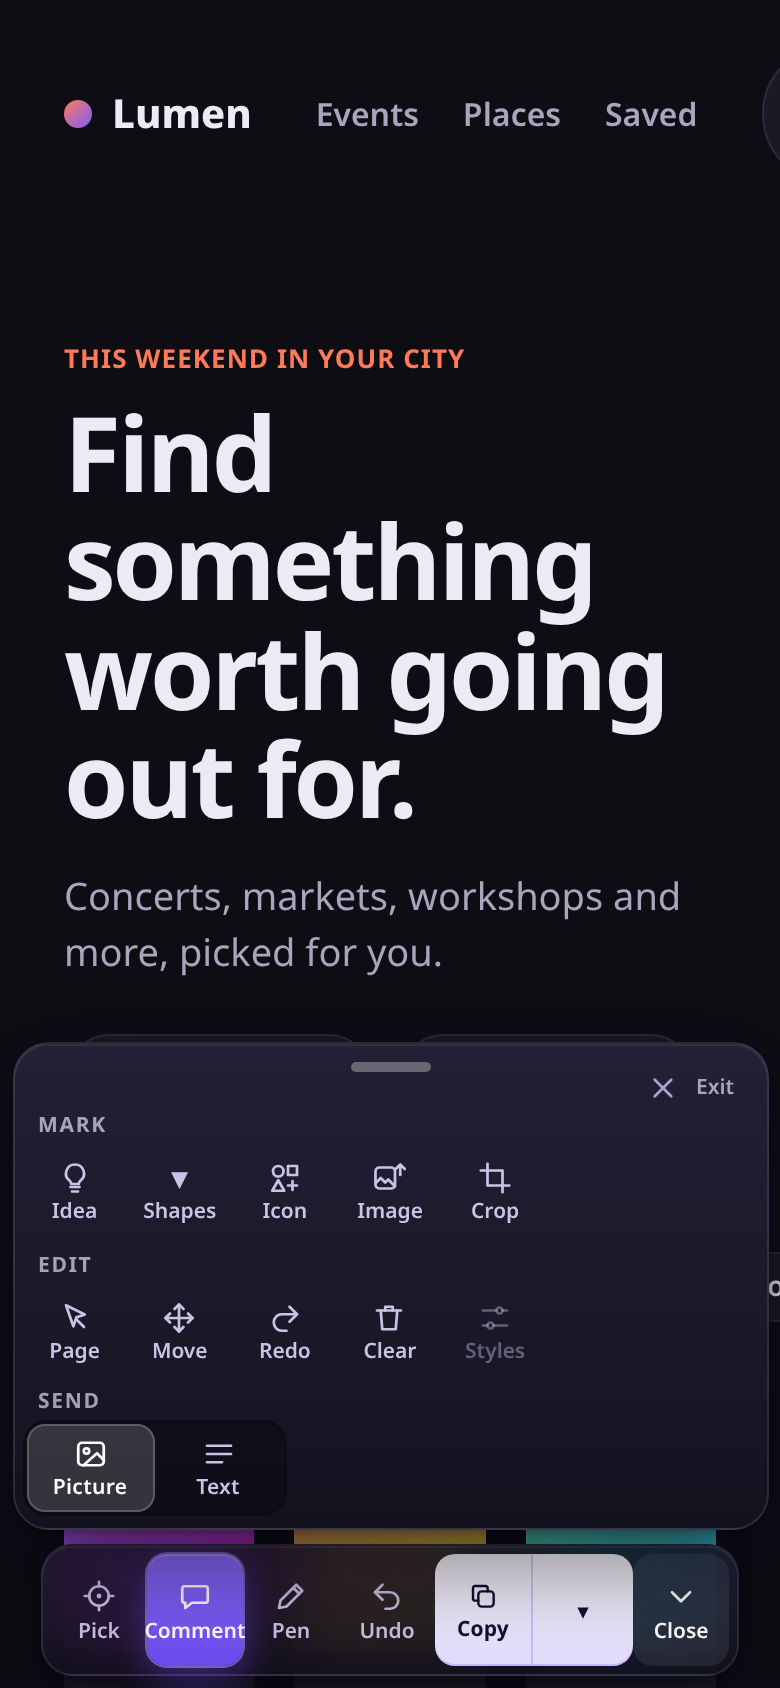 Lumen Events Places Saved
THIS WEEKEND IN YOUR CITY
Find
something
worth going
out for.
Concerts, markets, workshops and
more, picked for you.
Exit
MARK
Idea Shapes Icon Image Crop
EDIT
Page Move Redo Clear Styles
SEND
Picture Text
Pick Comment Pen Undo Copy Close